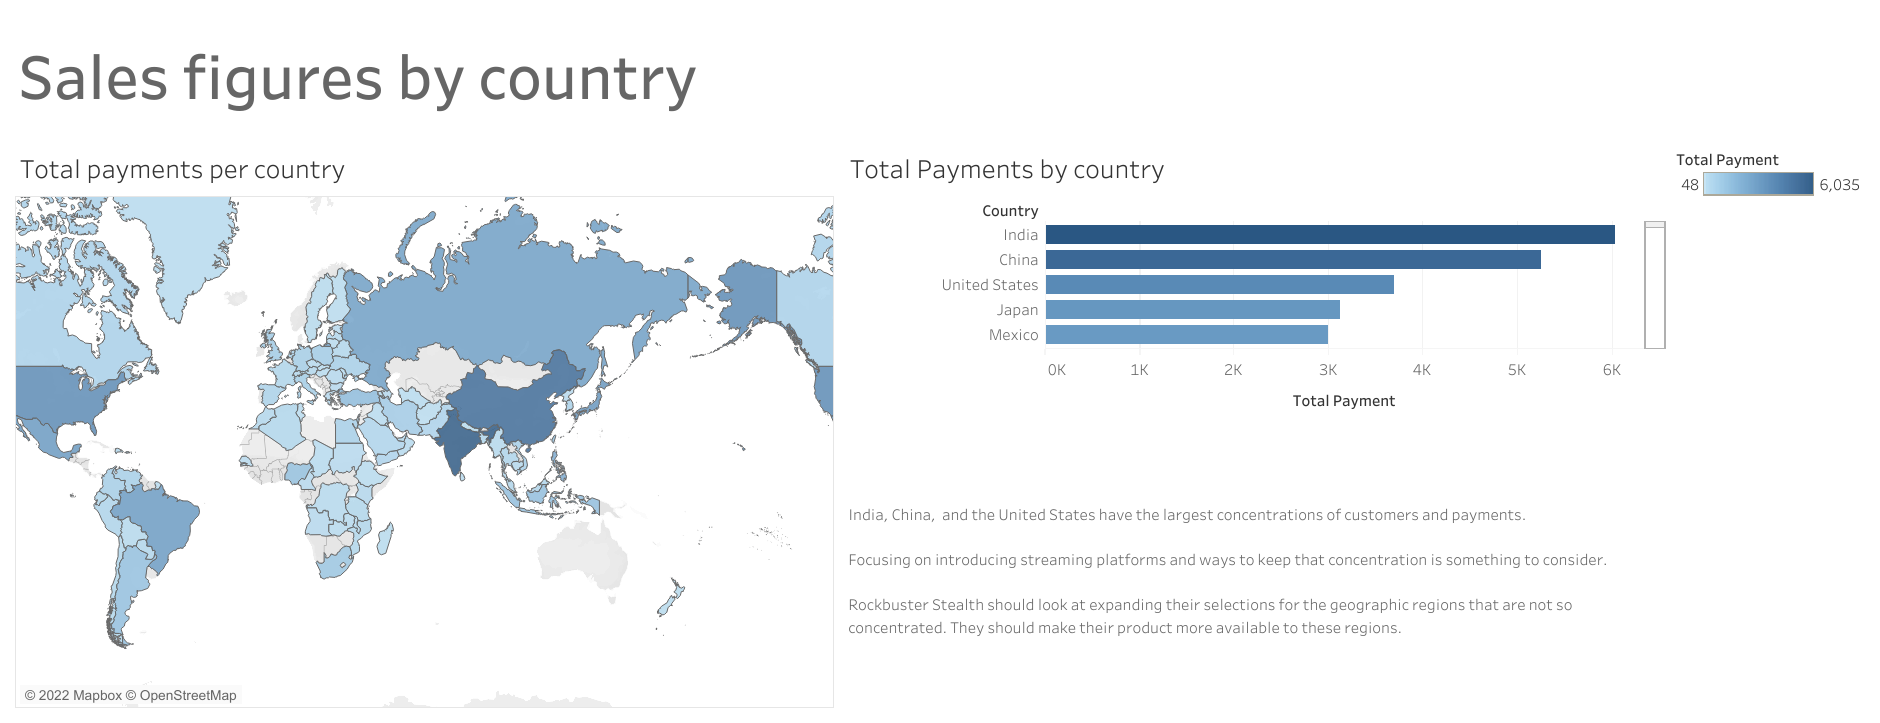 Sales figures by country
Total payments per country
© 2022 Mapbox © OpenStreetMap
Total Payments by country
Country
India
China
United States
Japan
Mexico
0K 1K 2K 3K 4K 5K 6K
Total Payment
Total Payment
48 6,035
India, China,  and the United States have the largest concentrations of customers and payments.
Focusing on introducing streaming platforms and ways to keep that concentration is something to consider.
Rockbuster Stealth should look at expanding their selections for the geographic regions that are not so
concentrated. They should make their product more available to these regions.